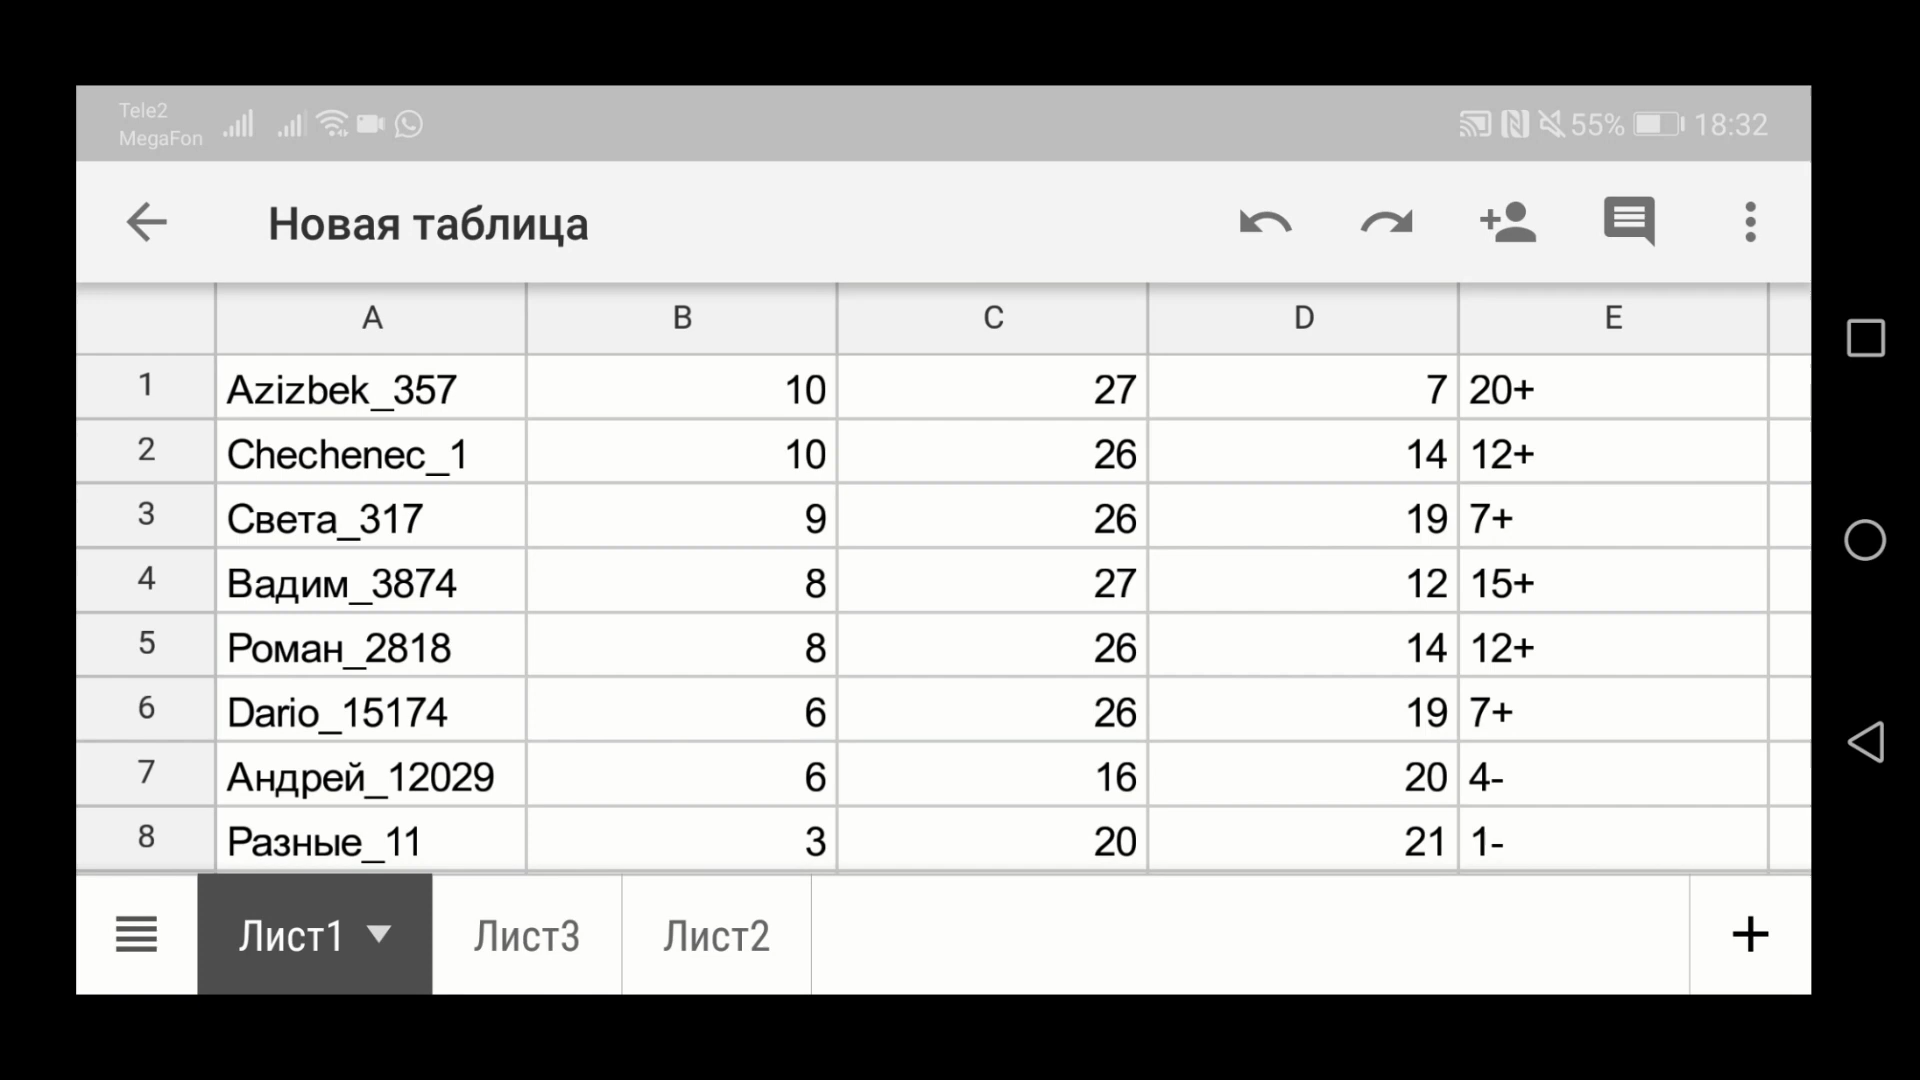 Tele2
MegaFon
55% 18:32
Новая таблица
A B C D E
1 Azizbek_357 10 27 7 20+
2 Chechenec_1 10 26 14 12+
3 Света_317 9 26 19 7+
4 Вадим_3874 8 27 12 15+
5 Роман_2818 8 26 14 12+
6 Dario_15174 6 26 19 7+
7 Андрей_12029 6 16 20 4-
8 Разные_11 3 20 21 1-
Лист1 Лист3 Лист2